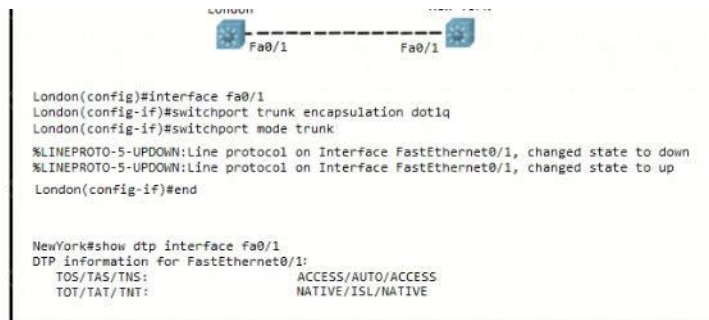 London
Fa0/1 Fa0/1
London(config)#interface fa0/1
London(config-if)#switchport trunk encapsulation dot1q
London(config-if)#switchport mode trunk
%LINEPROTO-5-UPDOWN:Line protocol on Interface FastEthernet0/1, changed state to down
%LINEPROTO-5-UPDOWN:Line protocol on Interface FastEthernet0/1, changed state to up
London(config-if)#end
NewYork#show dtp interface fa0/1
DTP information for FastEthernet0/1:
TOS/TAS/TNS: ACCESS/AUTO/ACCESS
TOT/TAT/TNT: NATIVE/ISL/NATIVE